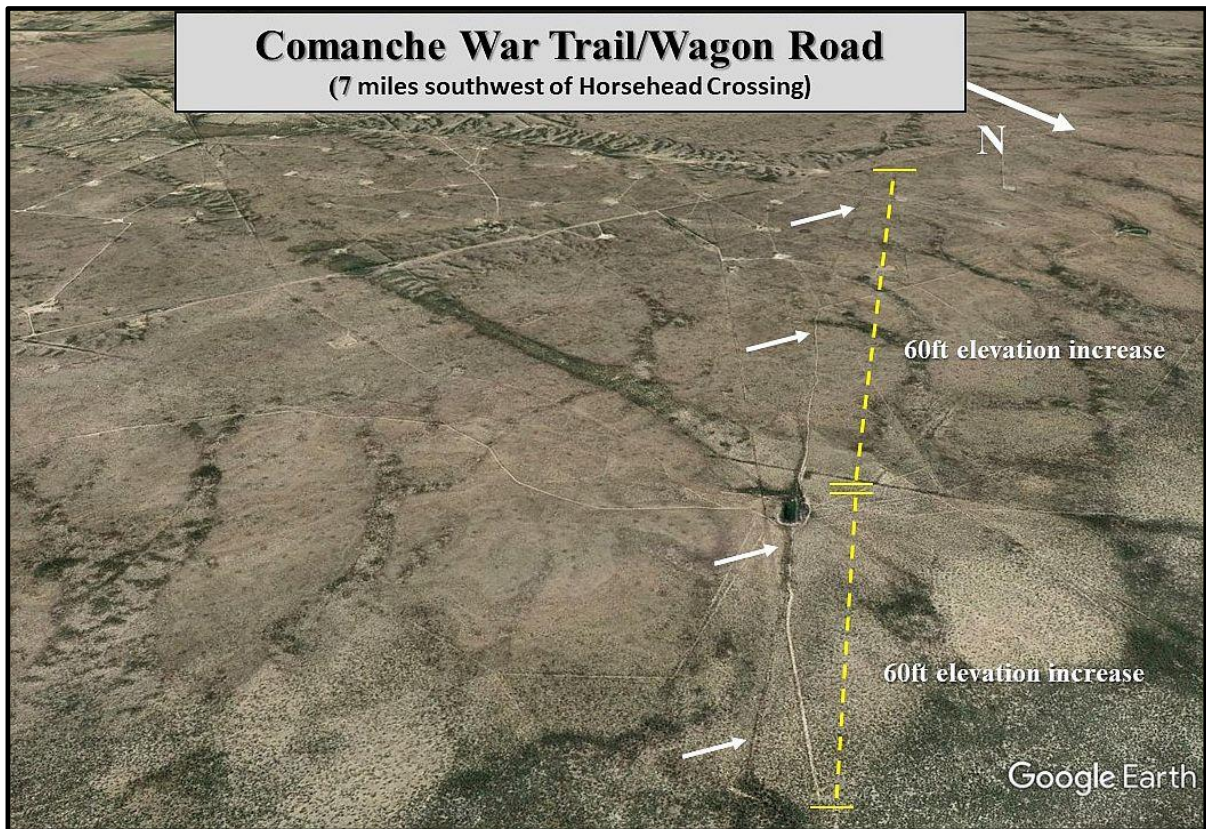 Comanche War Trail/Wagon Road
(7 miles southwest of Horsehead Crossing)
N
60ft elevation increase
60ft elevation increase
Google Earth